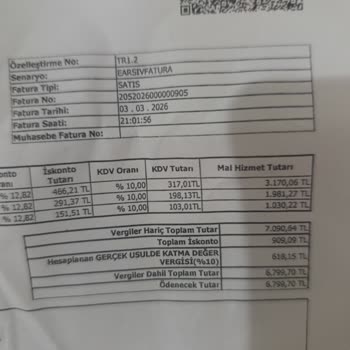 Özelleştirme No: TR1.2
Senaryo: EARSIVFATURA
Fatura Tipi: SATIS
Fatura No: 2052026000000905
Fatura Tarihi: 03 . 03 . 2026
Fatura Saati: 21:01:56
Muhasebe Fatura No:
İskonto Tutarı KDV Oranı KDV Tutarı Mal Hizmet Tutarı
% 12,82 466,21 TL % 10,00 317,01TL 3.170,06 TL
% 12,82 291,37 TL % 10,00 198,13TL 1.981,27 TL
% 12,82 151,51 TL % 10,00 103,01TL 1.030,22 TL
Vergiler Hariç Toplam Tutar 7.090,64 TL
Toplam İskonto 909,09 TL
Hesaplanan GERÇEK USULDE KATMA DEĞER VERGİSİ(%10) 618,15 TL
Vergiler Dahil Toplam Tutar 6.799,70 TL
Ödenecek Tutar 6.799,70 TL